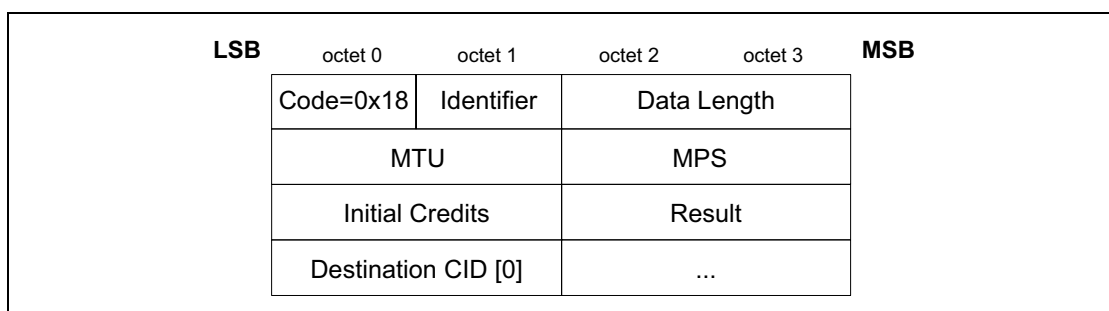 LSB octet 0 octet 1 octet 2 octet 3 MSB
Code=0x18 Identifier Data Length
MTU MPS
Initial Credits Result
Destination CID [0] ...